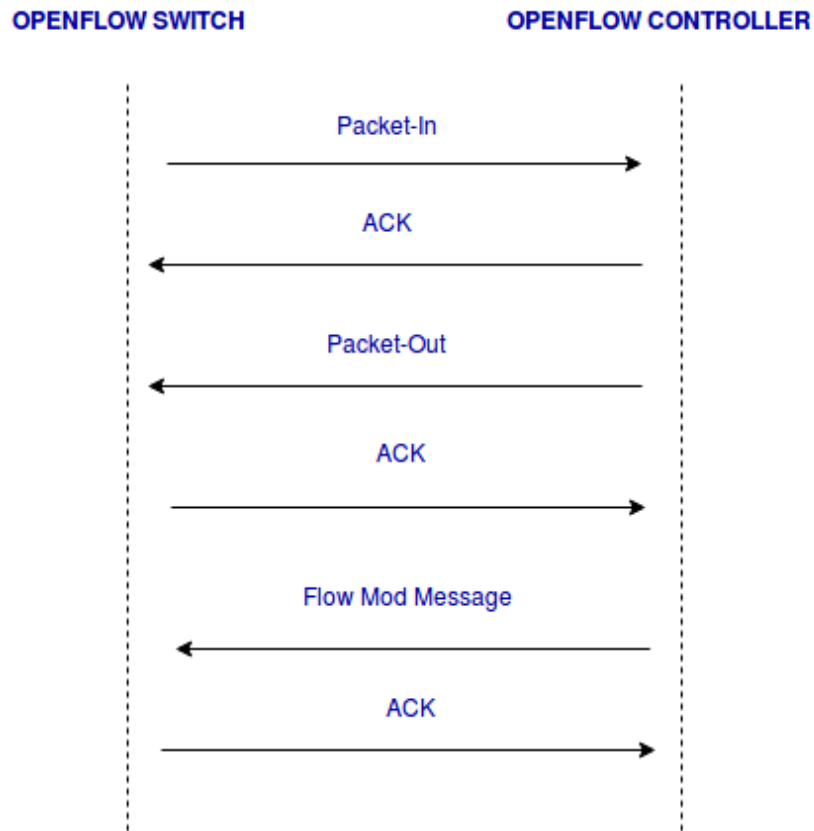 OPENFLOW SWITCH
OPENFLOW CONTROLLER
Packet-In
ACK
Packet-Out
ACK
Flow Mod Message
ACK